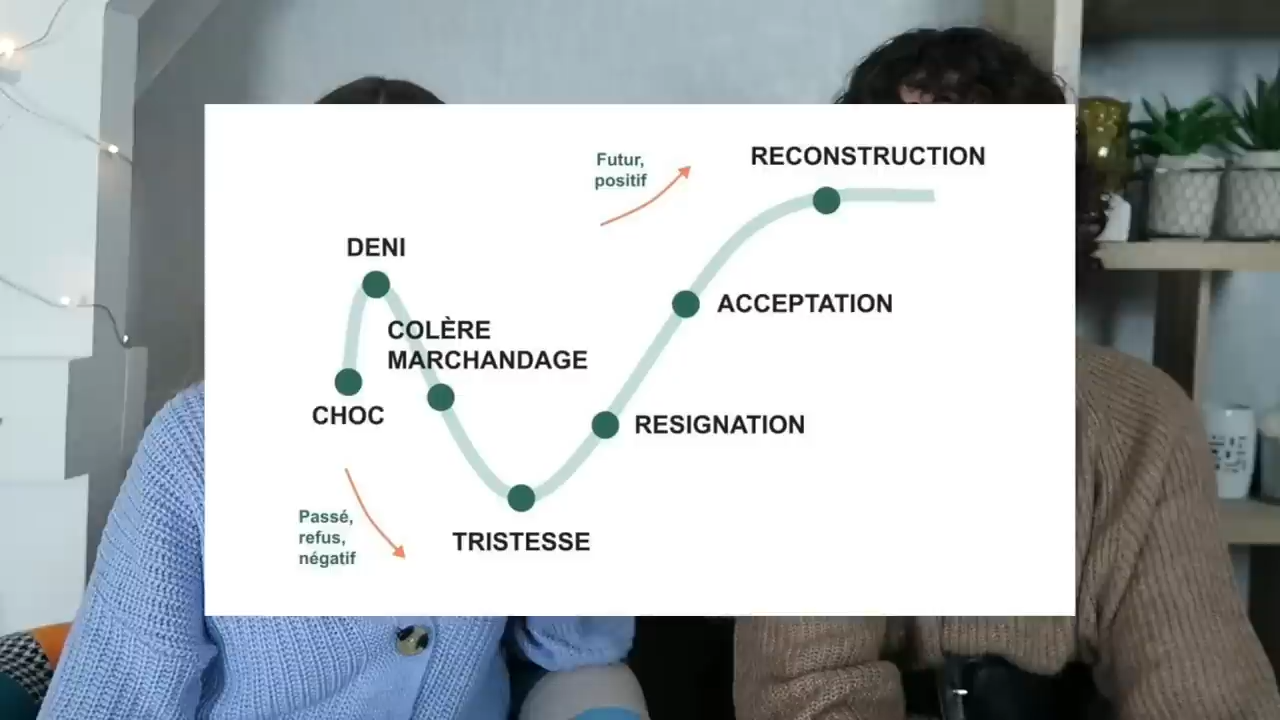 Futur,
positif
RECONSTRUCTION
DENI
COLÈRE
MARCHANDAGE
ACCEPTATION
CHOC
RESIGNATION
Passé,
refus,
négatif
TRISTESSE